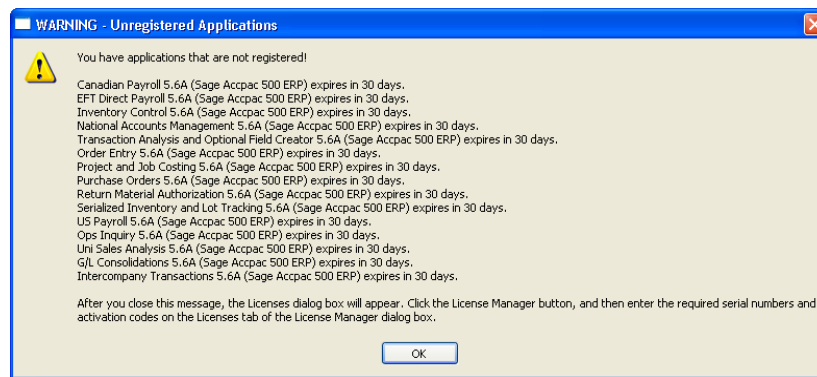 WARNING - Unregistered Applications
You have applications that are not registered!
Canadian Payroll 5.6A (Sage Accpac 500 ERP) expires in 30 days.
EFT Direct Payroll 5.6A (Sage Accpac 500 ERP) expires in 30 days.
Inventory Control 5.6A (Sage Accpac 500 ERP) expires in 30 days.
National Accounts Management 5.6A (Sage Accpac 500 ERP) expires in 30 days.
Transaction Analysis and Optional Field Creator 5.6A (Sage Accpac 500 ERP) expires in 30 days.
Order Entry 5.6A (Sage Accpac 500 ERP) expires in 30 days.
Project and Job Costing 5.6A (Sage Accpac 500 ERP) expires in 30 days.
Purchase Orders 5.6A (Sage Accpac 500 ERP) expires in 30 days.
Return Material Authorization 5.6A (Sage Accpac 500 ERP) expires in 30 days.
Serialized Inventory and Lot Tracking 5.6A (Sage Accpac 500 ERP) expires in 30 days.
US Payroll 5.6A (Sage Accpac 500 ERP) expires in 30 days.
Ops Inquiry 5.6A (Sage Accpac 500 ERP) expires in 30 days.
Uni Sales Analysis 5.6A (Sage Accpac 500 ERP) expires in 30 days.
G/L Consolidations 5.6A (Sage Accpac 500 ERP) expires in 30 days.
Intercompany Transactions 5.6A (Sage Accpac 500 ERP) expires in 30 days.
After you close this message, the Licenses dialog box will appear. Click the License Manager button, and then enter the required serial numbers and
activation codes on the Licenses tab of the License Manager dialog box.
OK